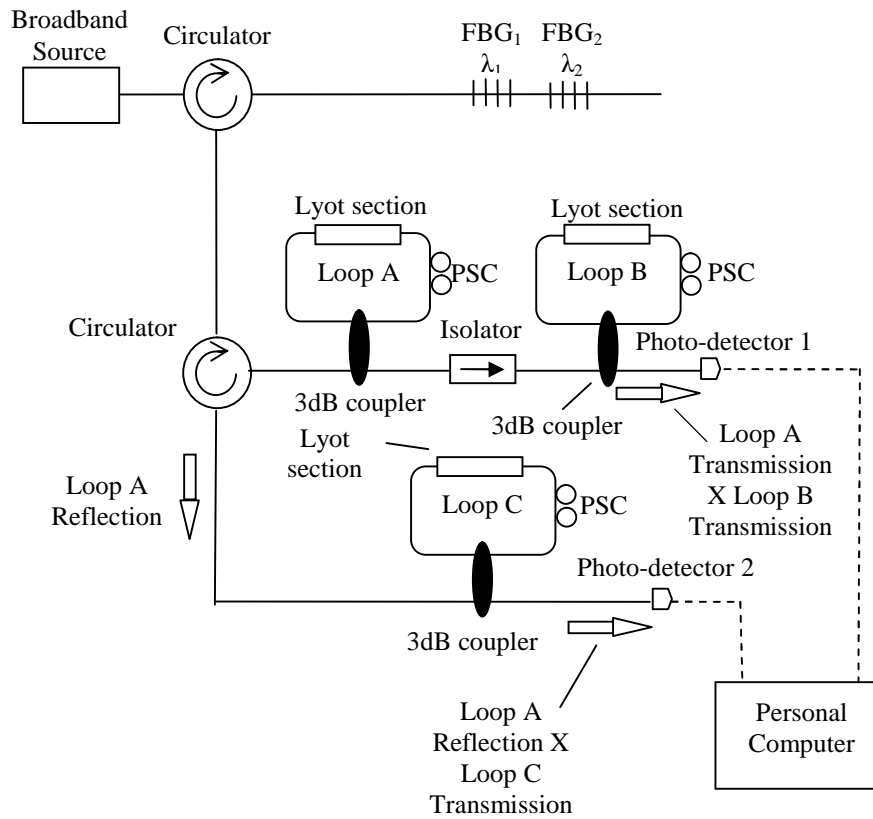 Broadband
Source
Circulator
FBG₁
λ₁
FBG₂
λ₂
Lyot section
Loop A
PSC
Lyot section
Loop B
PSC
Circulator
Isolator
Photo-detector 1
3dB coupler
3dB coupler
Lyot
section
Loop A
Transmission
X Loop B
Transmission
Loop A
Reflection
Loop C
PSC
Photo-detector 2
3dB coupler
Loop A
Reflection X
Loop C
Transmission
Personal
Computer